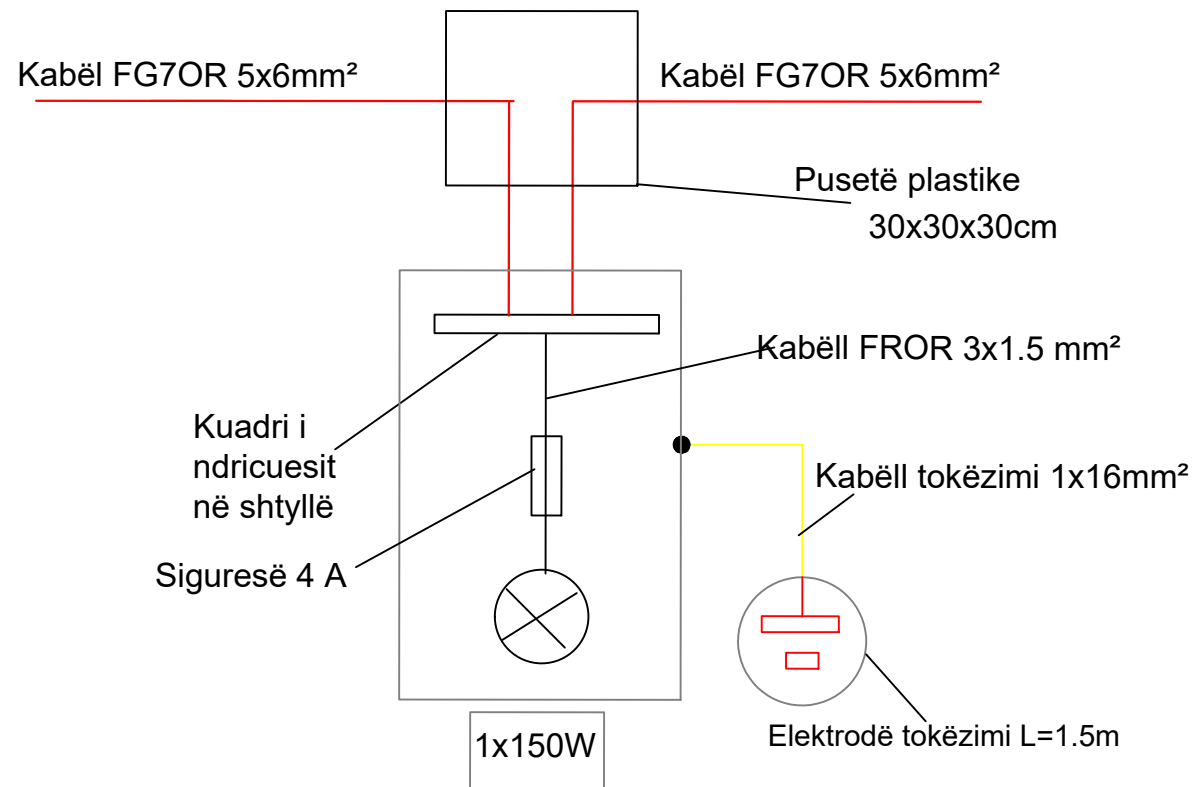 Kabël FG7OR 5x6mm²
Kabël FG7OR 5x6mm²
Pusetë plastike
30x30x30cm
Kabëll FROR 3x1.5 mm²
Kuadri i
ndricuesit
në shtyllë
Kabëll tokëzimi 1x16mm²
Siguresë 4 A
Elektrodë tokëzimi L=1.5m
1x150W